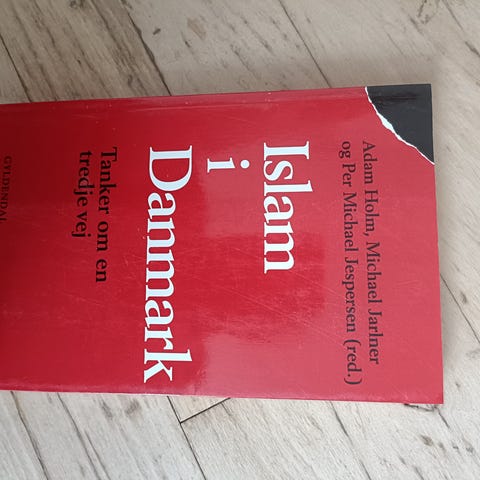 Adam Holm, Michael Jarlner
og Per Michael Jespersen (red.)
Islam
i
Danmark
Tanker om en
tredje vej
GYLDENDAL